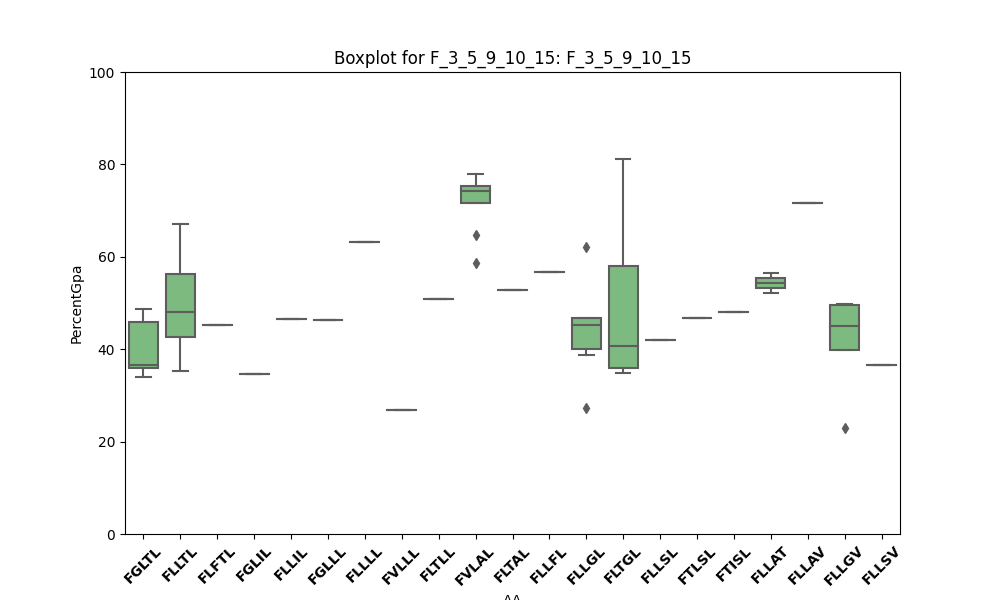 Boxplot for F_3_5_9_10_15: F_3_5_9_10_15
100
80
60
40
20
0
PercentGpa
FGLTL FLLTL FLFTL FGLIL FLLIL FGLLL FLLLL FVLLL FLTLL FVLAL FLTAL FLLFL FLLGL FLTGL FLLSL FTLSL FTISL FLLAT FLLAV FLLGV FLLSV
AA